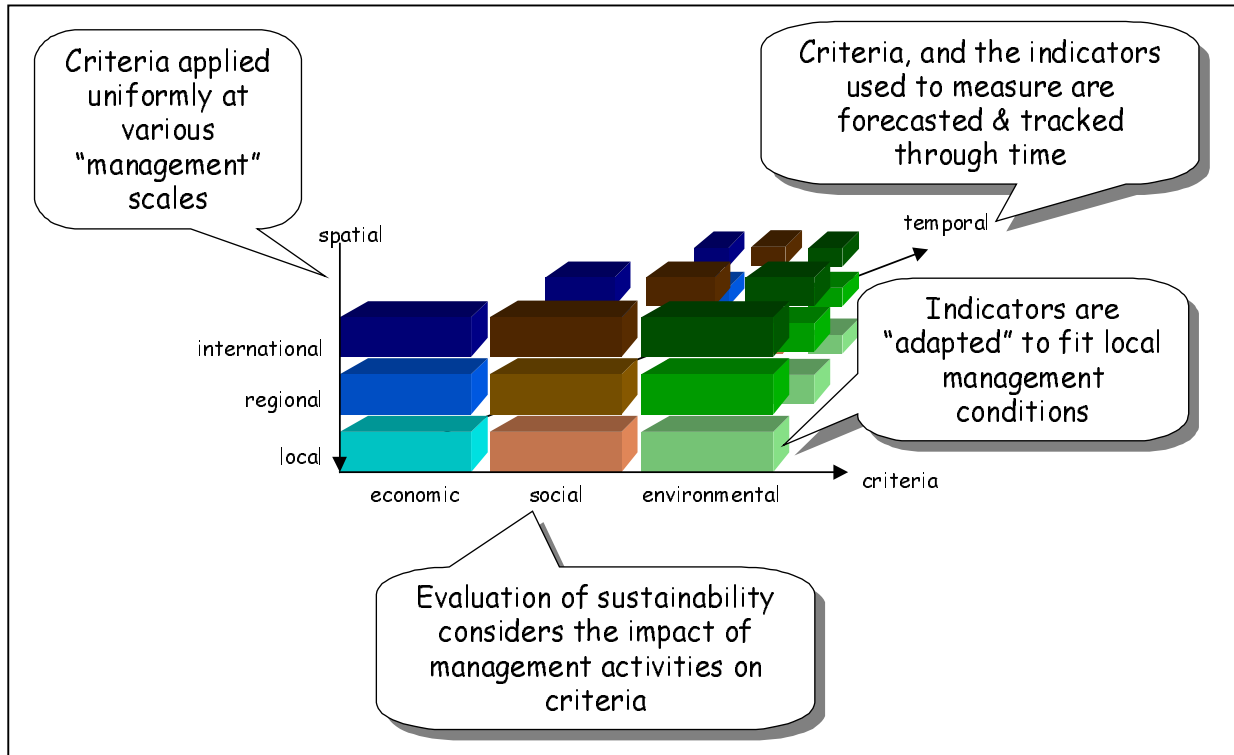 Criteria applied
uniformly at
various
“management”
scales
Criteria, and the indicators
used to measure are
forecasted & tracked
through time
spatial
temporal
international
regional
local
Indicators are
“adapted” to fit local
management
conditions
economic
social
environmental
criteria
Evaluation of sustainability
considers the impact of
management activities on
criteria